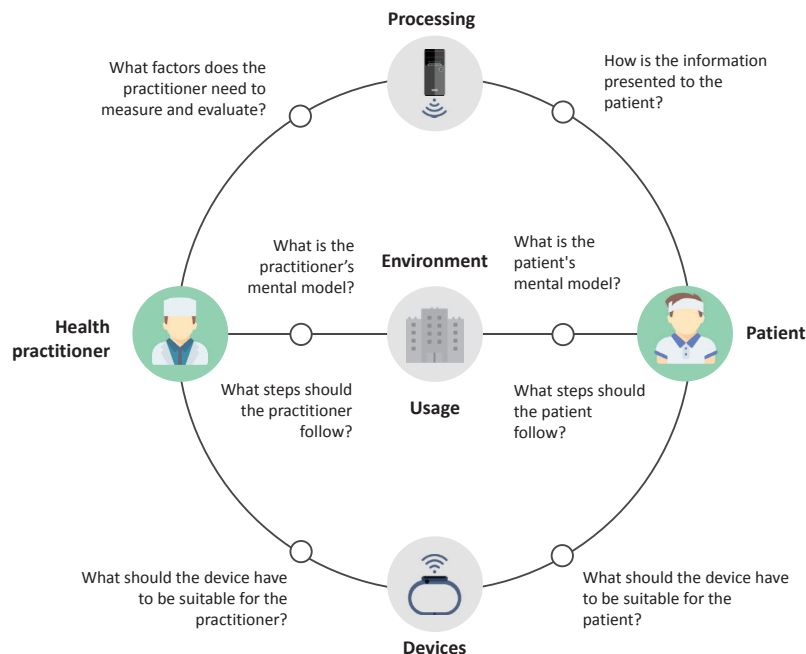 Processing
What factors does the
practitioner need to
measure and evaluate?
How is the information
presented to the
patient?
What is the
practitioner’s
mental model?
Environment
What is the
patient's
mental model?
Health
practitioner
Patient
What steps should
the practitioner
follow?
Usage
What steps should
the patient
follow?
What should the device have
to be suitable for the
practitioner?
What should the device have
to be suitable for the
patient?
Devices